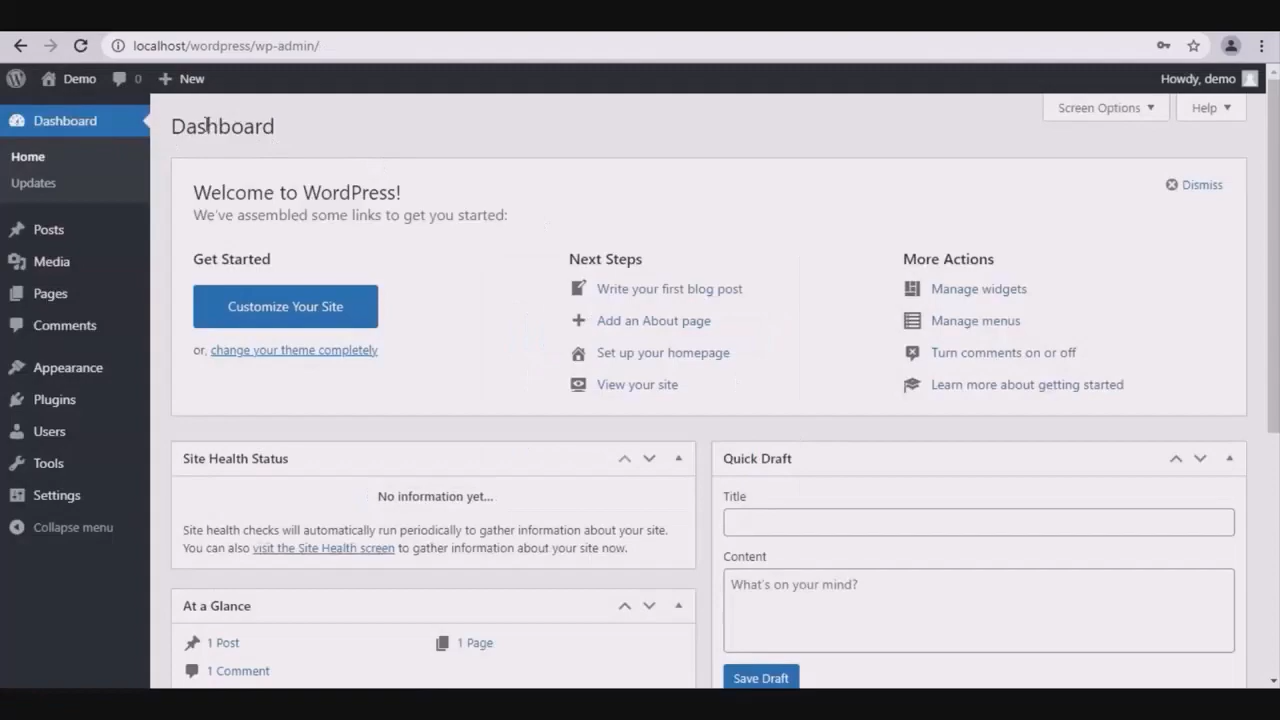 localhost/wordpress/wp-admin/
Demo 0 New Howdy, demo
Screen Options Help
Dashboard
Home
Updates
Posts
Media
Pages
Comments
Appearance
Plugins
Users
Tools
Settings
Collapse menu
Dashboard
Welcome to WordPress!
Dismiss
We've assembled some links to get you started:
Get Started
Customize Your Site
or, change your theme completely
Next Steps
Write your first blog post
Add an About page
Set up your homepage
View your site
More Actions
Manage widgets
Manage menus
Turn comments on or off
Learn more about getting started
Site Health Status
No information yet...
Site health checks will automatically run periodically to gather information about your site.
You can also visit the Site Health screen to gather information about your site now.
At a Glance
1 Post
1 Page
1 Comment
Quick Draft
Title
Content
What's on your mind?
Save Draft